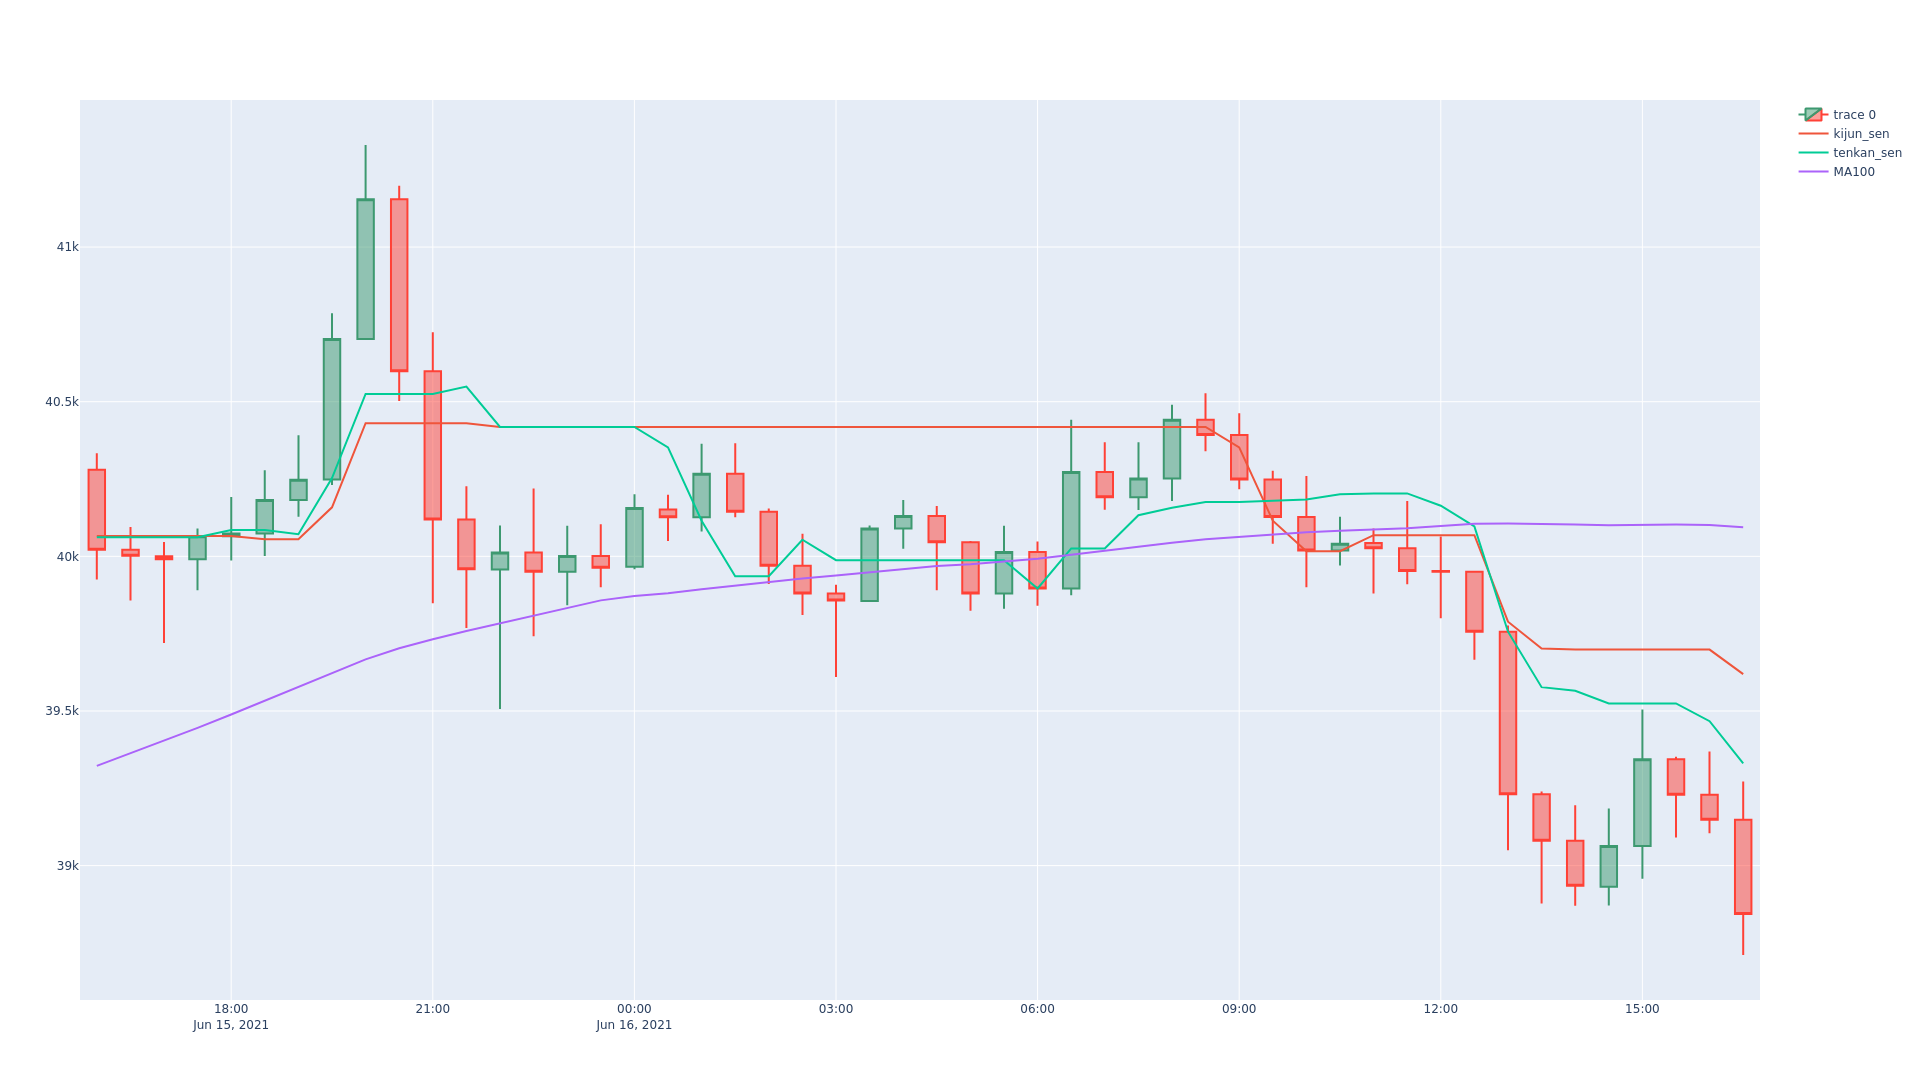 trace 0
kijun_sen
tenkan_sen
MA100
41k
40.5k
40k
39.5k
39k
18:00
Jun 15, 2021
21:00
00:00
Jun 16, 2021
03:00
06:00
09:00
12:00
15:00